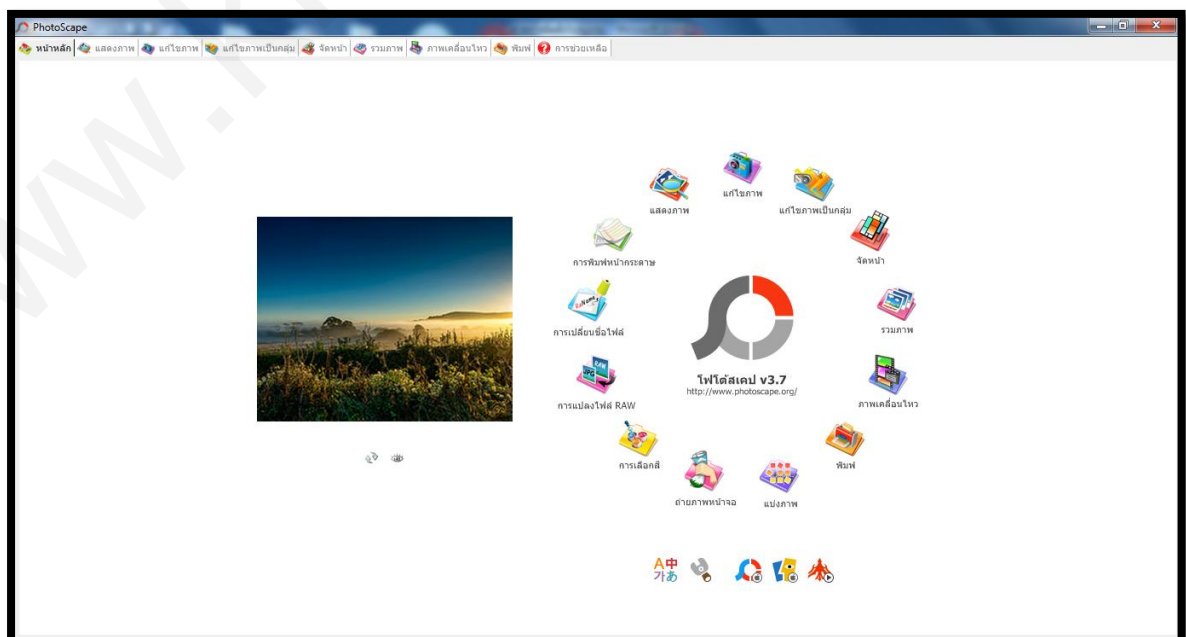 PhotoScape
หน้าหลัก แสดงภาพ แก้ไขภาพ แก้ไขภาพเป็นกลุ่ม จัดหน้า รวมภาพ ภาพเคลื่อนไหว พิมพ์ การช่วยเหลือ
แก้ไขภาพ
แสดงภาพ
แก้ไขภาพเป็นกลุ่ม
การพิมพ์หน้ากระดาษ
จัดหน้า
ReName
การเปลี่ยนชื่อไฟล์
รวมภาพ
RAW
JPG
โฟโต้สเคป v3.7
http://www.photoscape.org/
การแปลงไฟล์ RAW
ภาพเคลื่อนไหว
การเลือกสี
พิมพ์
ถ่ายภาพหน้าจอ
แบ่งภาพ
A中
가あ